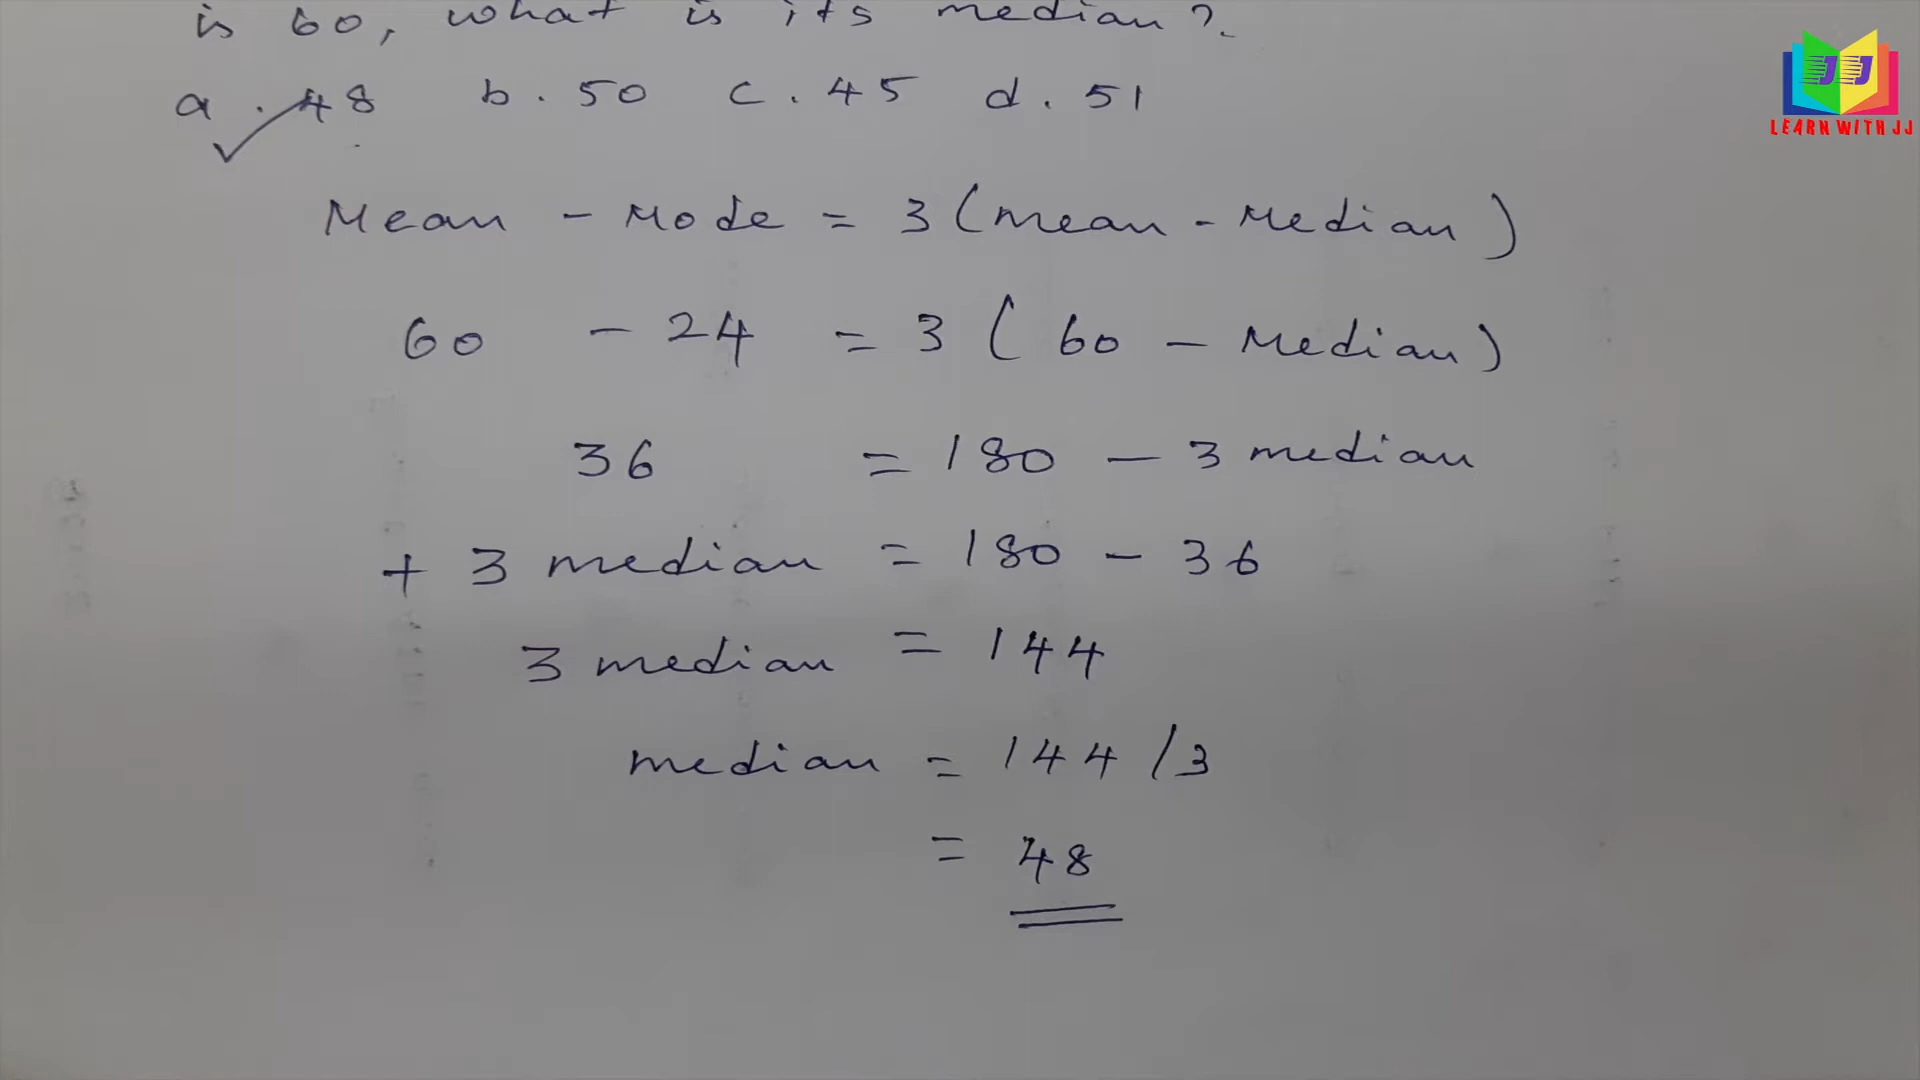 is 60, what is its median?
a. 48 b. 50 c. 45 d. 51
Mean - Mode = 3 (mean - Median)
60 - 24 = 3 ( 60 - Median)
36 = 180 - 3 median
+ 3 median = 180 - 36
3 median = 144
median = 144 /3
= 48
JJ
LEARN WITH JJ